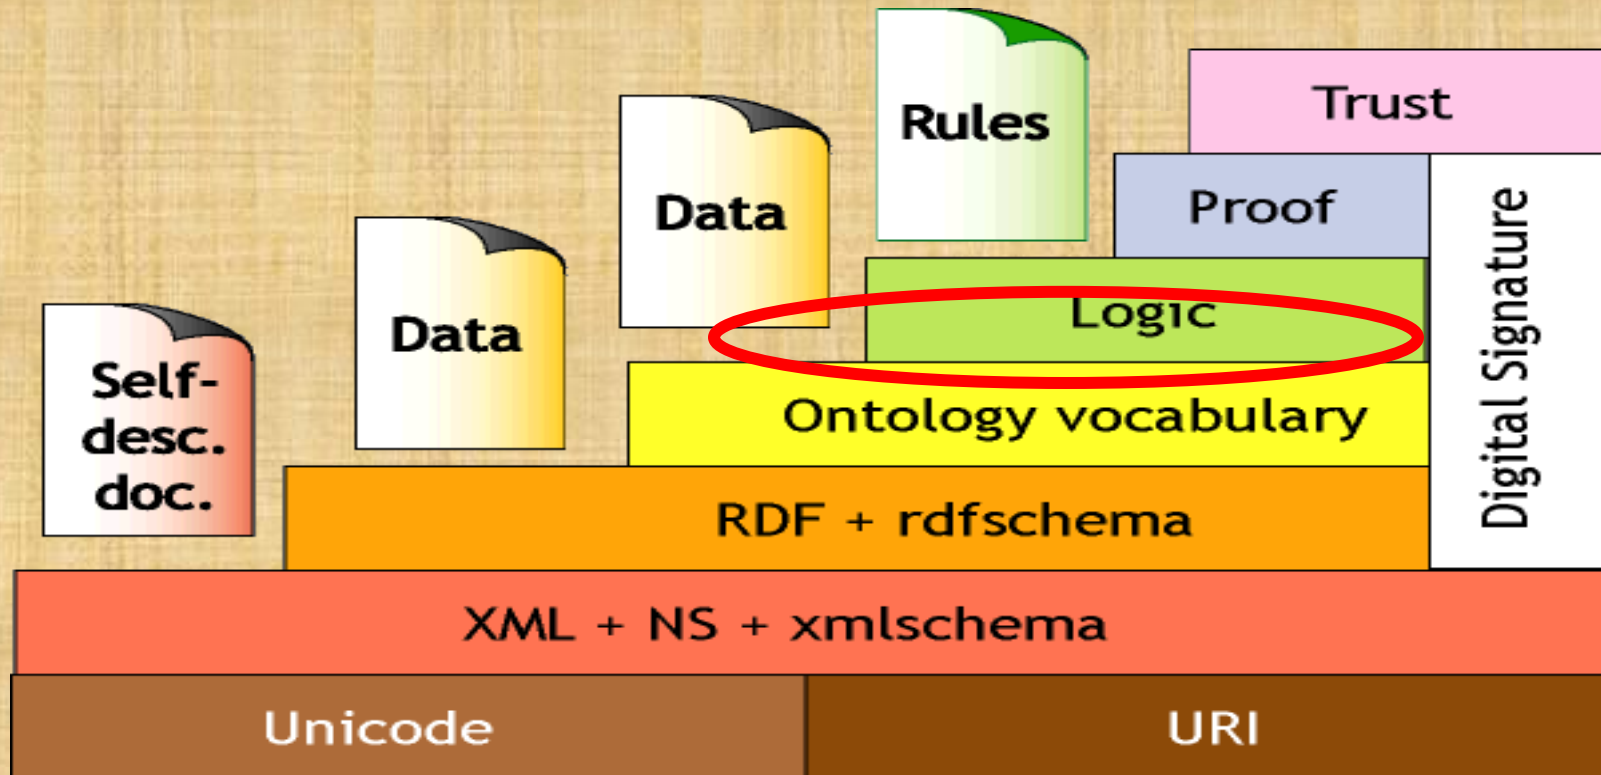 Trust
Rules
Proof
Data
Logic
Data
Self-
desc.
doc.
Ontology vocabulary
Digital Signature
RDF + rdfschema
XML + NS + xmlschema
Unicode
URI